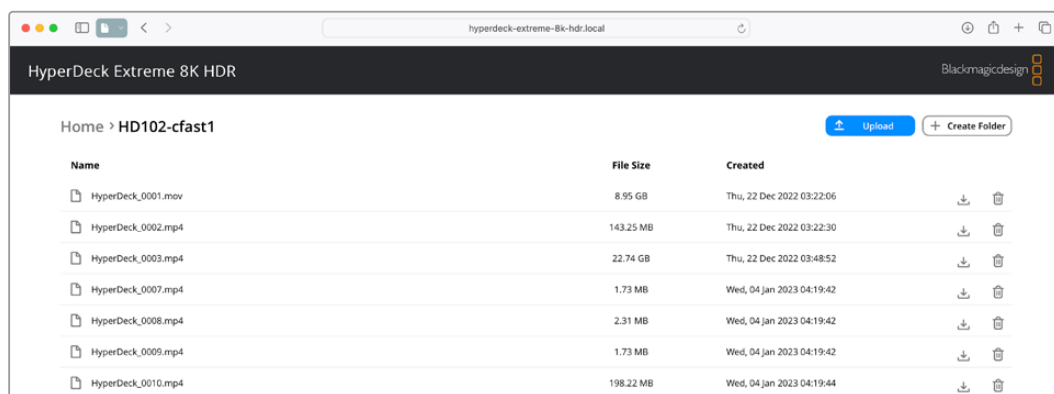 hyperdeck-extreme-8k-hdr.local
HyperDeck Extreme 8K HDR
Blackmagicdesign
Home > HD102-cfast1
Upload
+ Create Folder
Name File Size Created
HyperDeck_0001.mov 8.95 GB Thu, 22 Dec 2022 03:22:06
HyperDeck_0002.mp4 143.25 MB Thu, 22 Dec 2022 03:22:30
HyperDeck_0003.mp4 22.74 GB Thu, 22 Dec 2022 03:48:52
HyperDeck_0007.mp4 1.73 MB Wed, 04 Jan 2023 04:19:42
HyperDeck_0008.mp4 2.31 MB Wed, 04 Jan 2023 04:19:42
HyperDeck_0009.mp4 1.73 MB Wed, 04 Jan 2023 04:19:42
HyperDeck_0010.mp4 198.22 MB Wed, 04 Jan 2023 04:19:44